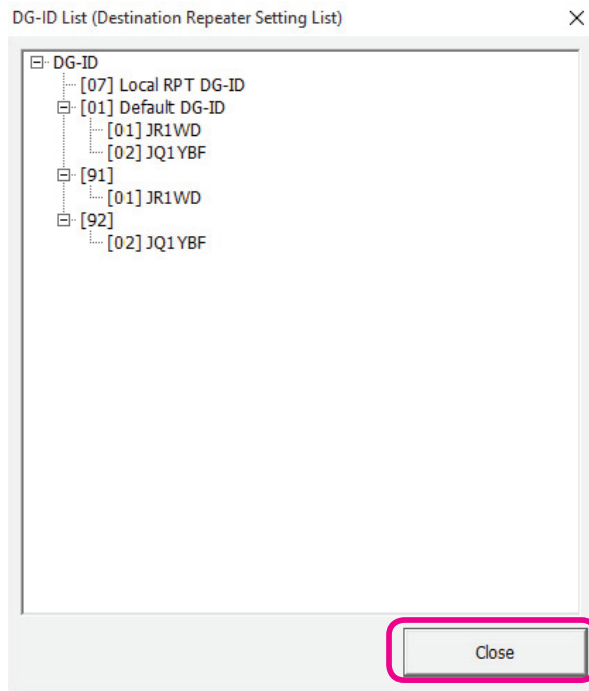 DG-ID List (Destination Repeater Setting List)
DG-ID
[07] Local RPT DG-ID
[01] Default DG-ID
[01] JR1WD
[02] JQ1YBF
[91]
[01] JR1WD
[92]
[02] JQ1YBF
Close